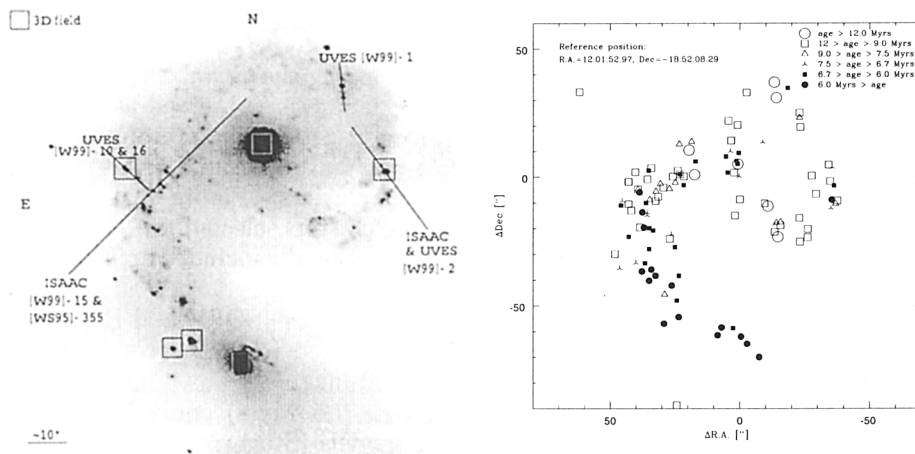 3D field
N
UVES [W99]-1
UVES
[W99]-10 & 16
E
ISAAC
& UVES
[W99]-2
ISAAC
[W99]-15 &
[WS95]-355
~10"
Reference position:
R.A.=12.01.52.97, Dec=-18.52.08.29
age > 12.0 Myrs
12 > age > 9.0 Myrs
9.0 > age > 7.5 Myrs
7.5 > age > 6.7 Myrs
6.7 > age > 6.0 Myrs
6.0 Myrs > age
50
0
-50
ΔDec ["]
50
0
-50
ΔR.A. ["]